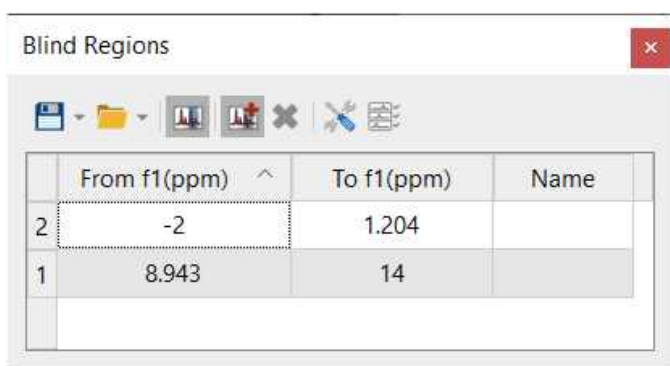 Blind Regions
From f1(ppm) To f1(ppm) Name
2 -2 1.204
1 8.943 14